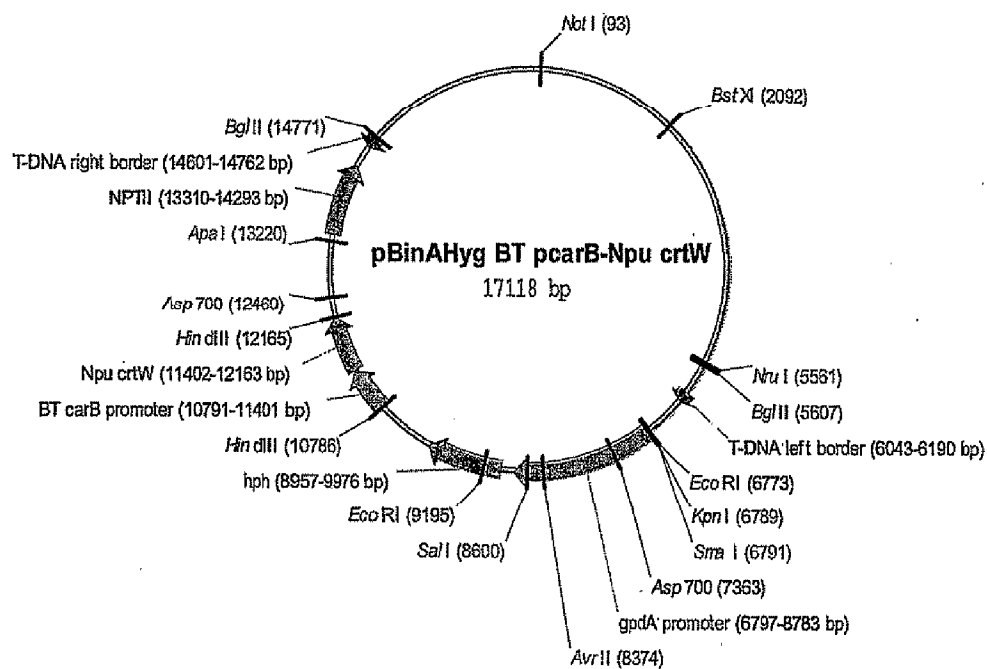 Not I (93)
BstXI (2092)
BglII (14771)
T-DNA right border (14601-14762 bp)
NPTII (13310-14293 bp)
ApaI (13220)
pBinAHyg BT pcarB-Npu crtW
17118 bp
Asp700 (12460)
HindIII (12165)
Npu crtW (11402-12163 bp)
BT carB promoter (10791-11401 bp)
HindIII (10786)
hph (8957-9976 bp)
EcoRI (9195)
SalI (8600)
NruI (5561)
BglII (5607)
T-DNA left border (6043-6190 bp)
EcoRI (6773)
KpnI (6789)
SmaI (6791)
Asp700 (7363)
gpdA promoter (6797-8783 bp)
AvrII (8374)